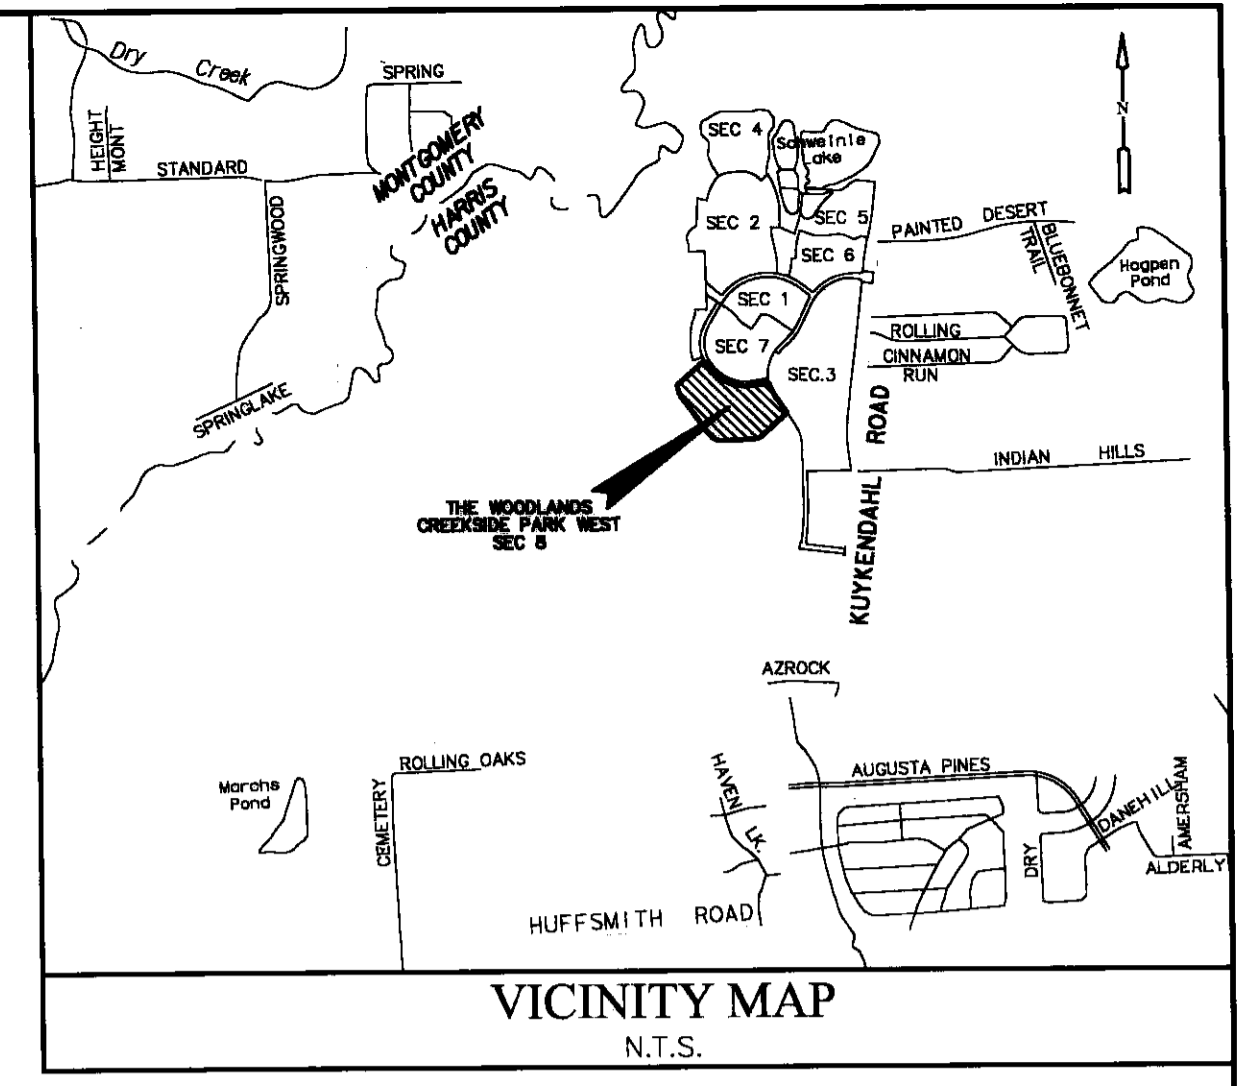 Dry Creek
SPRING
HEIGHT
MONT
STANDARD
MONTGOMERY
COUNTY
HARRIS
COUNTY
SPRINGWOOD
SPRINGLAKE
SEC 4
Schweinle
Lake
SEC 2
SEC 5
SEC 6
SEC 1
SEC 7
SEC.3
N
PAINTED DESERT
BLUEBONNET
TRAIL
Hogpen
Pond
ROLLING
CINNAMON
RUN
KUYKENDAHL ROAD
INDIAN HILLS
THE WOODLANDS
CREEKSIDE PARK WEST
SEC 8
AZROCK
Marchs
Pond
ROLLING OAKS
CEMETERY
HAVEN LK.
AUGUSTA PINES
DRY
DANEHILL
AMERSHAM
ALDERLY
HUFFSMITH ROAD
VICINITY MAP
N.T.S.